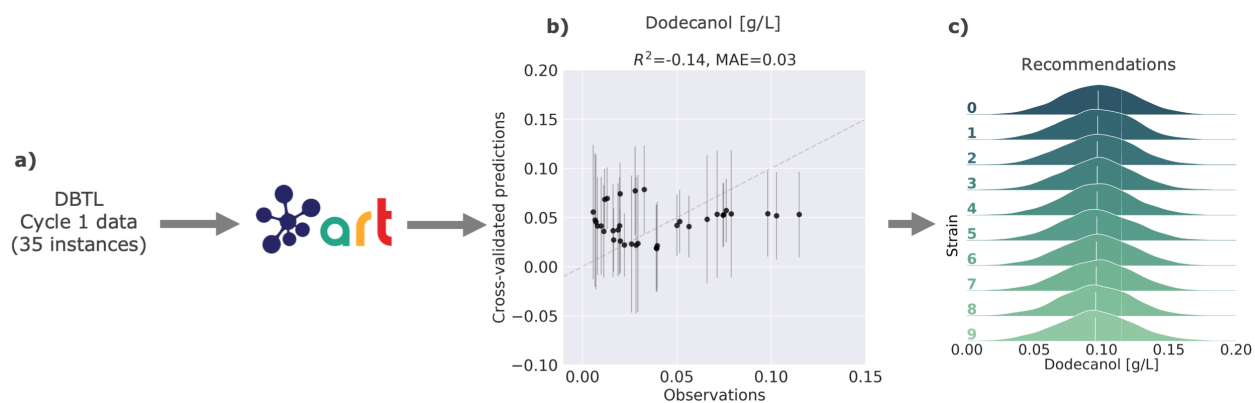 a)
DBTL
Cycle 1 data
(35 instances)
art
b)
Dodecanol [g/L]
R²=-0.14, MAE=0.03
Cross-validated predictions
0.20
0.15
0.10
0.05
0.00
−0.05
−0.10
0.00
0.05
0.10
0.15
Observations
c)
Recommendations
Strain
0
1
2
3
4
5
6
7
8
9
0.00
0.05
0.10
0.15
0.20
Dodecanol [g/L]